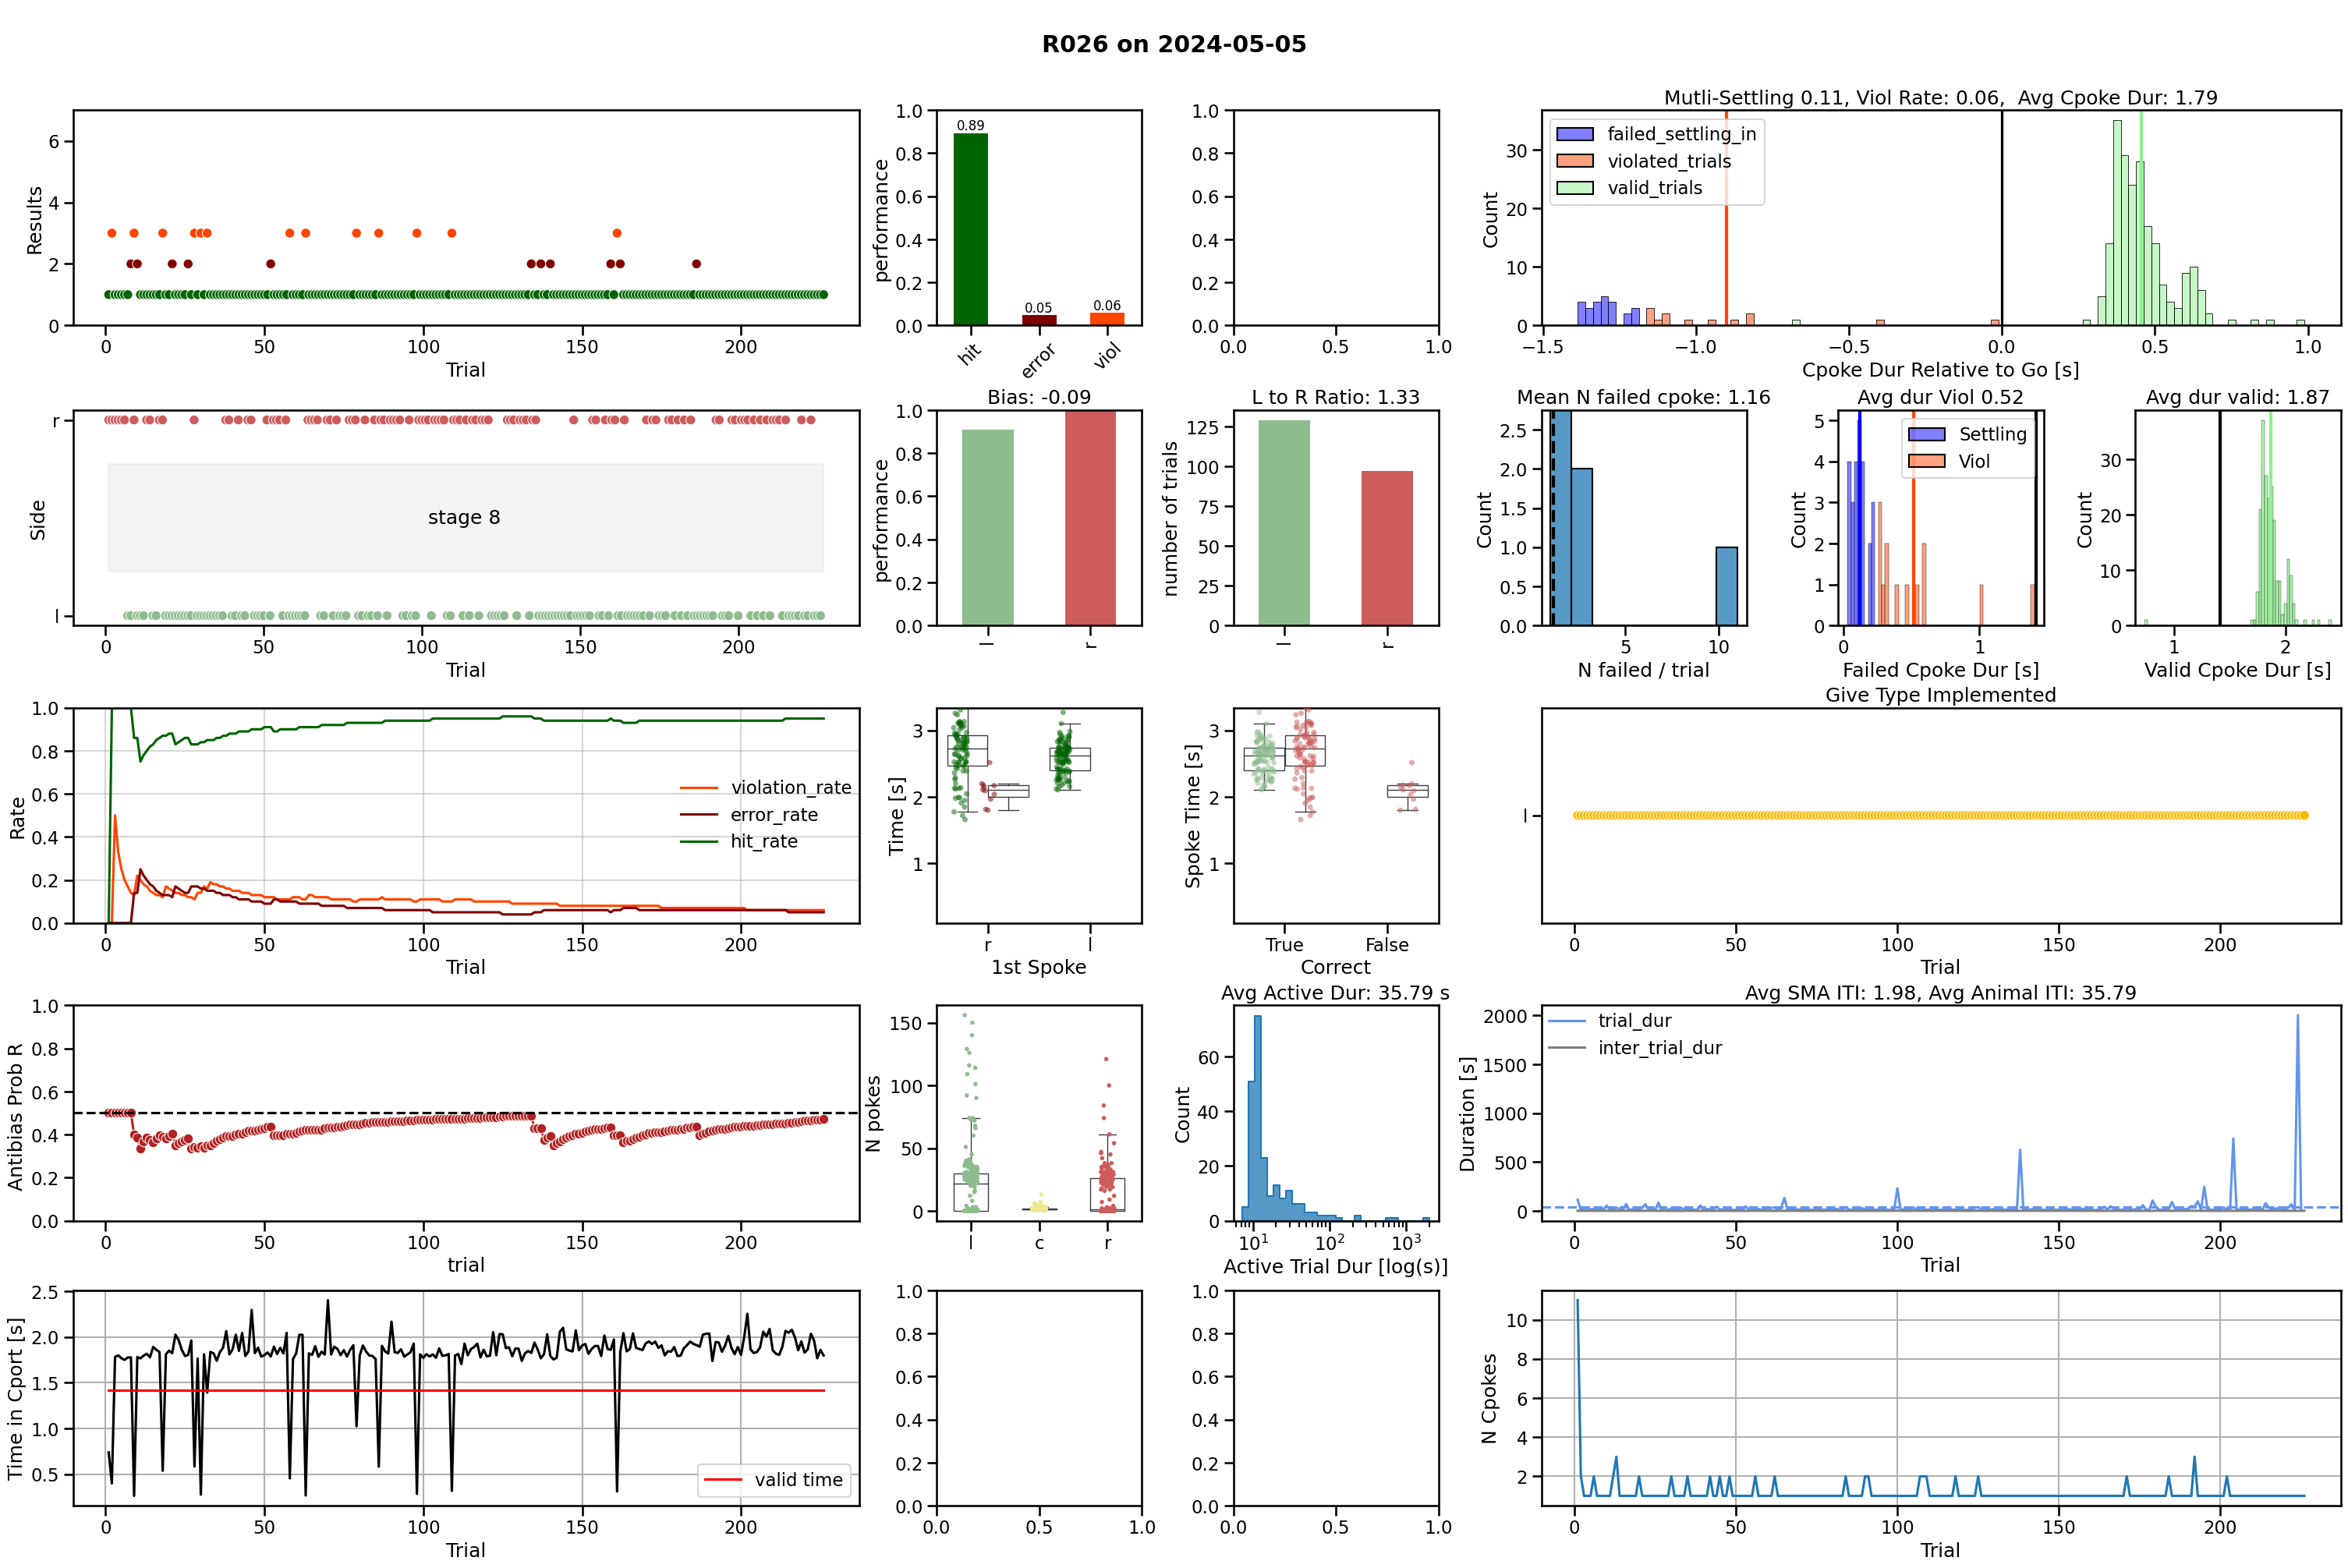 R026 on 2024-05-05
Results
0
2
4
6
0
50
100
150
200
Trial
performance
0.0
0.2
0.4
0.6
0.8
1.0
0.89
0.05
0.06
hit
error
viol
0.0
0.2
0.4
0.6
0.8
1.0
0.0
0.5
1.0
Mutli-Settling 0.11, Viol Rate: 0.06,  Avg Cpoke Dur: 1.79
failed_settling_in
violated_trials
valid_trials
Count
0
10
20
30
−1.5
−1.0
−0.5
0.0
0.5
1.0
Cpoke Dur Relative to Go [s]
Side
r
l
stage 8
0
50
100
150
200
Trial
Bias: -0.09
performance
0.0
0.2
0.4
0.6
0.8
1.0
l
r
L to R Ratio: 1.33
number of trials
0
25
50
75
100
125
l
r
Mean N failed cpoke: 1.16
Count
0.0
0.5
1.0
1.5
2.0
2.5
5
10
N failed / trial
Avg dur Viol 0.52
Settling
Viol
Count
0
1
2
3
4
5
0
1
Failed Cpoke Dur [s]
Avg dur valid: 1.87
Count
0
10
20
30
1
2
Valid Cpoke Dur [s]
Rate
0.0
0.2
0.4
0.6
0.8
1.0
violation_rate
error_rate
hit_rate
0
50
100
150
200
Trial
Time [s]
1
2
3
r
l
1st Spoke
Spoke Time [s]
1
2
3
True
False
Correct
Give Type Implemented
l
0
50
100
150
200
Trial
Antibias Prob R
0.0
0.2
0.4
0.6
0.8
1.0
0
50
100
150
200
trial
N pokes
0
50
100
150
l
c
r
Avg Active Dur: 35.79 s
Count
0
20
40
60
10¹
10²
10³
Active Trial Dur [log(s)]
Avg SMA ITI: 1.98, Avg Animal ITI: 35.79
trial_dur
inter_trial_dur
Duration [s]
0
500
1000
1500
2000
0
50
100
150
200
Trial
Time in Cport [s]
0.5
1.0
1.5
2.0
2.5
valid time
0
50
100
150
200
Trial
0.0
0.2
0.4
0.6
0.8
1.0
0.0
0.5
1.0
0.0
0.2
0.4
0.6
0.8
1.0
0.0
0.5
1.0
N Cpokes
2
4
6
8
10
0
50
100
150
200
Trial